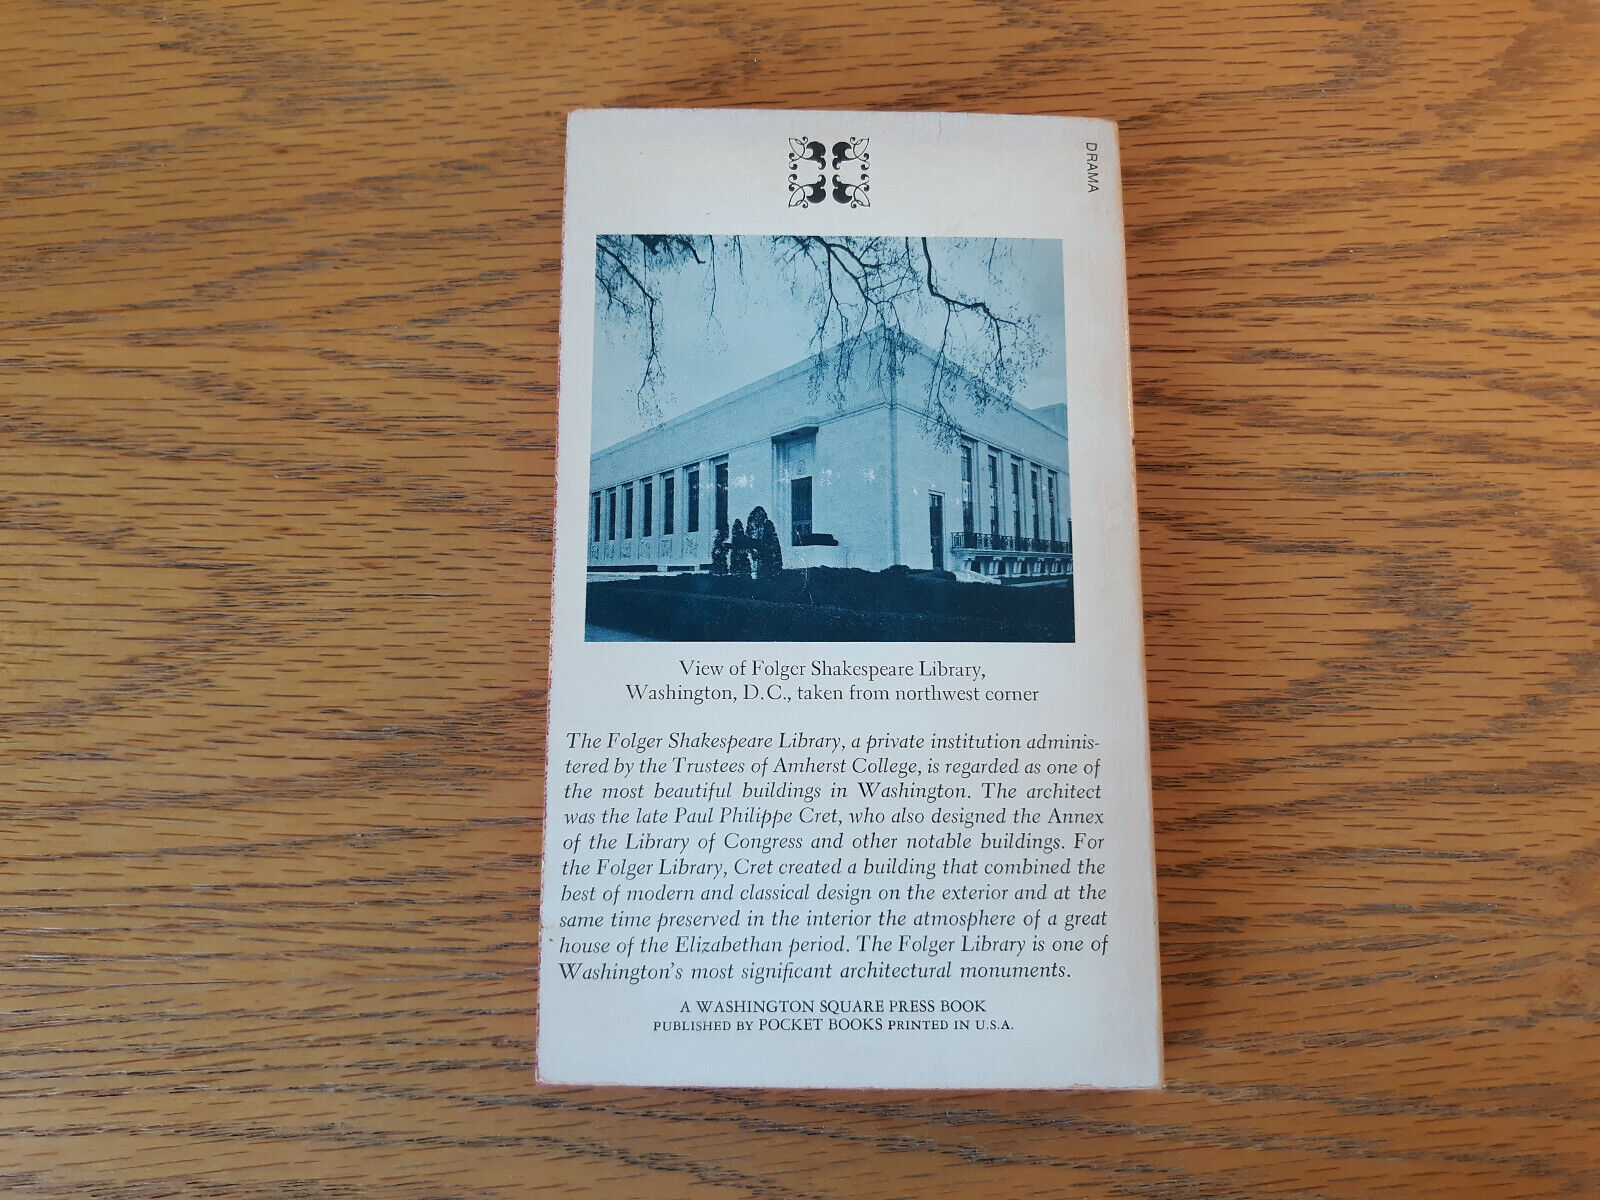 DRAMA
View of Folger Shakespeare Library,
Washington, D.C., taken from northwest corner
The Folger Shakespeare Library, a private institution adminis-
tered by the Trustees of Amherst College, is regarded as one of
the most beautiful buildings in Washington. The architect
was the late Paul Philippe Cret, who also designed the Annex
of the Library of Congress and other notable buildings. For
the Folger Library, Cret created a building that combined the
best of modern and classical design on the exterior and at the
same time preserved in the interior the atmosphere of a great
house of the Elizabethan period. The Folger Library is one of
Washington's most significant architectural monuments.
A WASHINGTON SQUARE PRESS BOOK
PUBLISHED BY POCKET BOOKS PRINTED IN U.S.A.